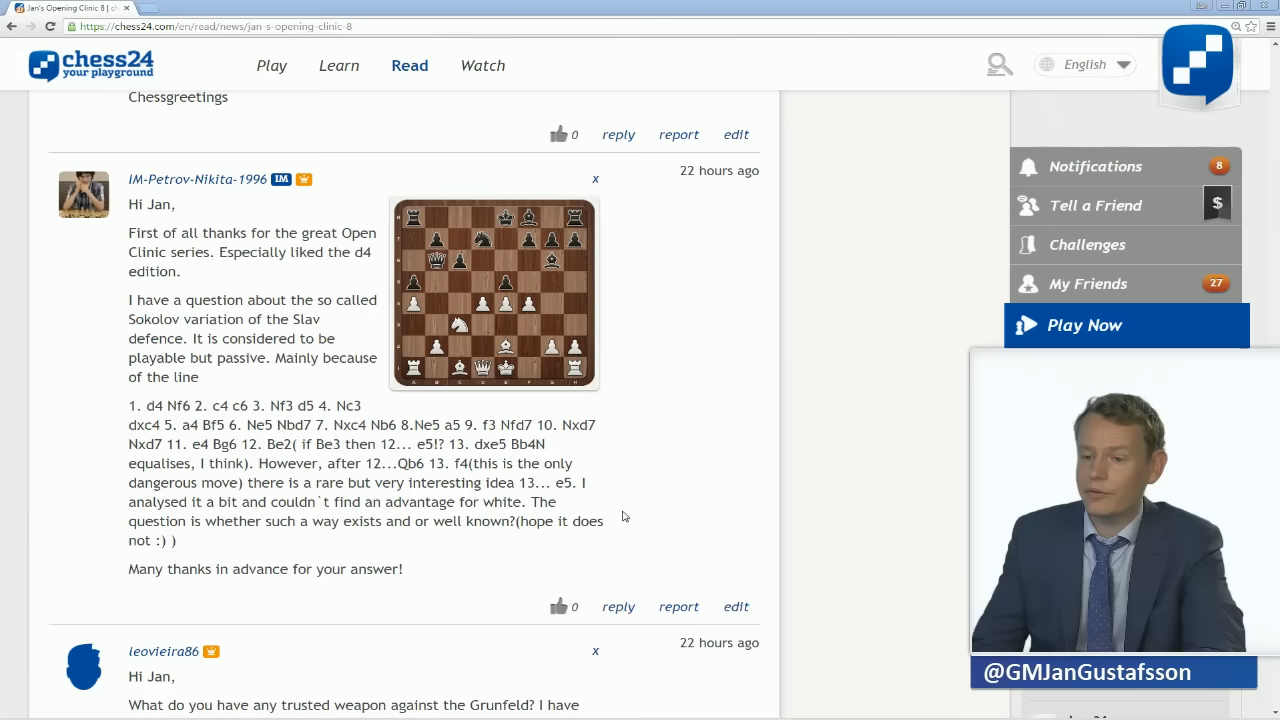 Jan's Opening Clinic 8 | ch
Jan
https://chess24.com/en/read/news/jan-s-opening-clinic-8
chess24
your playground
Play
Learn
Read
Watch
English
Chessgreetings
0
reply
report
edit
IM-Petrov-Nikita-1996 IM
x
22 hours ago
Hi Jan,
First of all thanks for the great Open
Clinic series. Especially liked the d4
edition.
I have a question about the so called
Sokolov variation of the Slav
defence. It is considered to be
playable but passive. Mainly because
of the line
1. d4 Nf6 2. c4 c6 3. Nf3 d5 4. Nc3
dxc4 5. a4 Bf5 6. Ne5 Nbd7 7. Nxc4 Nb6 8.Ne5 a5 9. f3 Nfd7 10. Nxd7
Nxd7 11. e4 Bg6 12. Be2( if Be3 then 12... e5!? 13. dxe5 Bb4N
equalises, I think). However, after 12...Qb6 13. f4(this is the only
dangerous move) there is a rare but very interesting idea 13... e5. I
analysed it a bit and couldn`t find an advantage for white. The
question is whether such a way exists and or well known?(hope it does
not :) )
Many thanks in advance for your answer!
0
reply
report
edit
leovieira86
x
22 hours ago
Hi Jan,
What do you have any trusted weapon against the Grunfeld? I have
Notifications
8
Tell a Friend
$
Challenges
My Friends
27
Play Now
@GMJanGustafsson